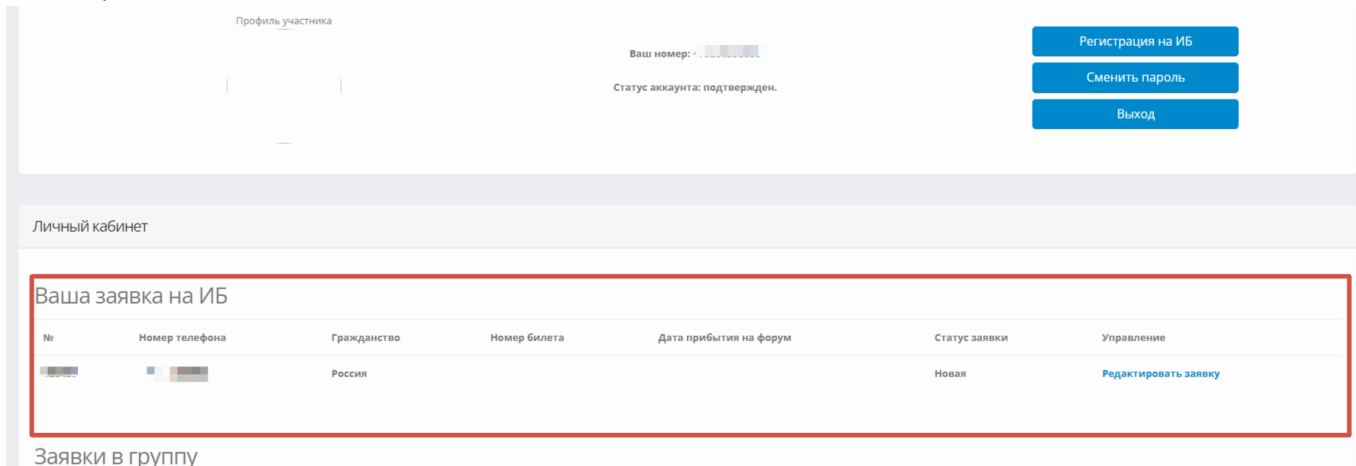 Профиль участника
Ваш номер:
Статус аккаунта: подтвержден.
Регистрация на ИБ
Сменить пароль
Выход
Личный кабинет
Ваша заявка на ИБ
№ Номер телефона Гражданство Номер билета Дата прибытия на форум Статус заявки Управление
Россия Новая Редактировать заявку
Заявки в группу